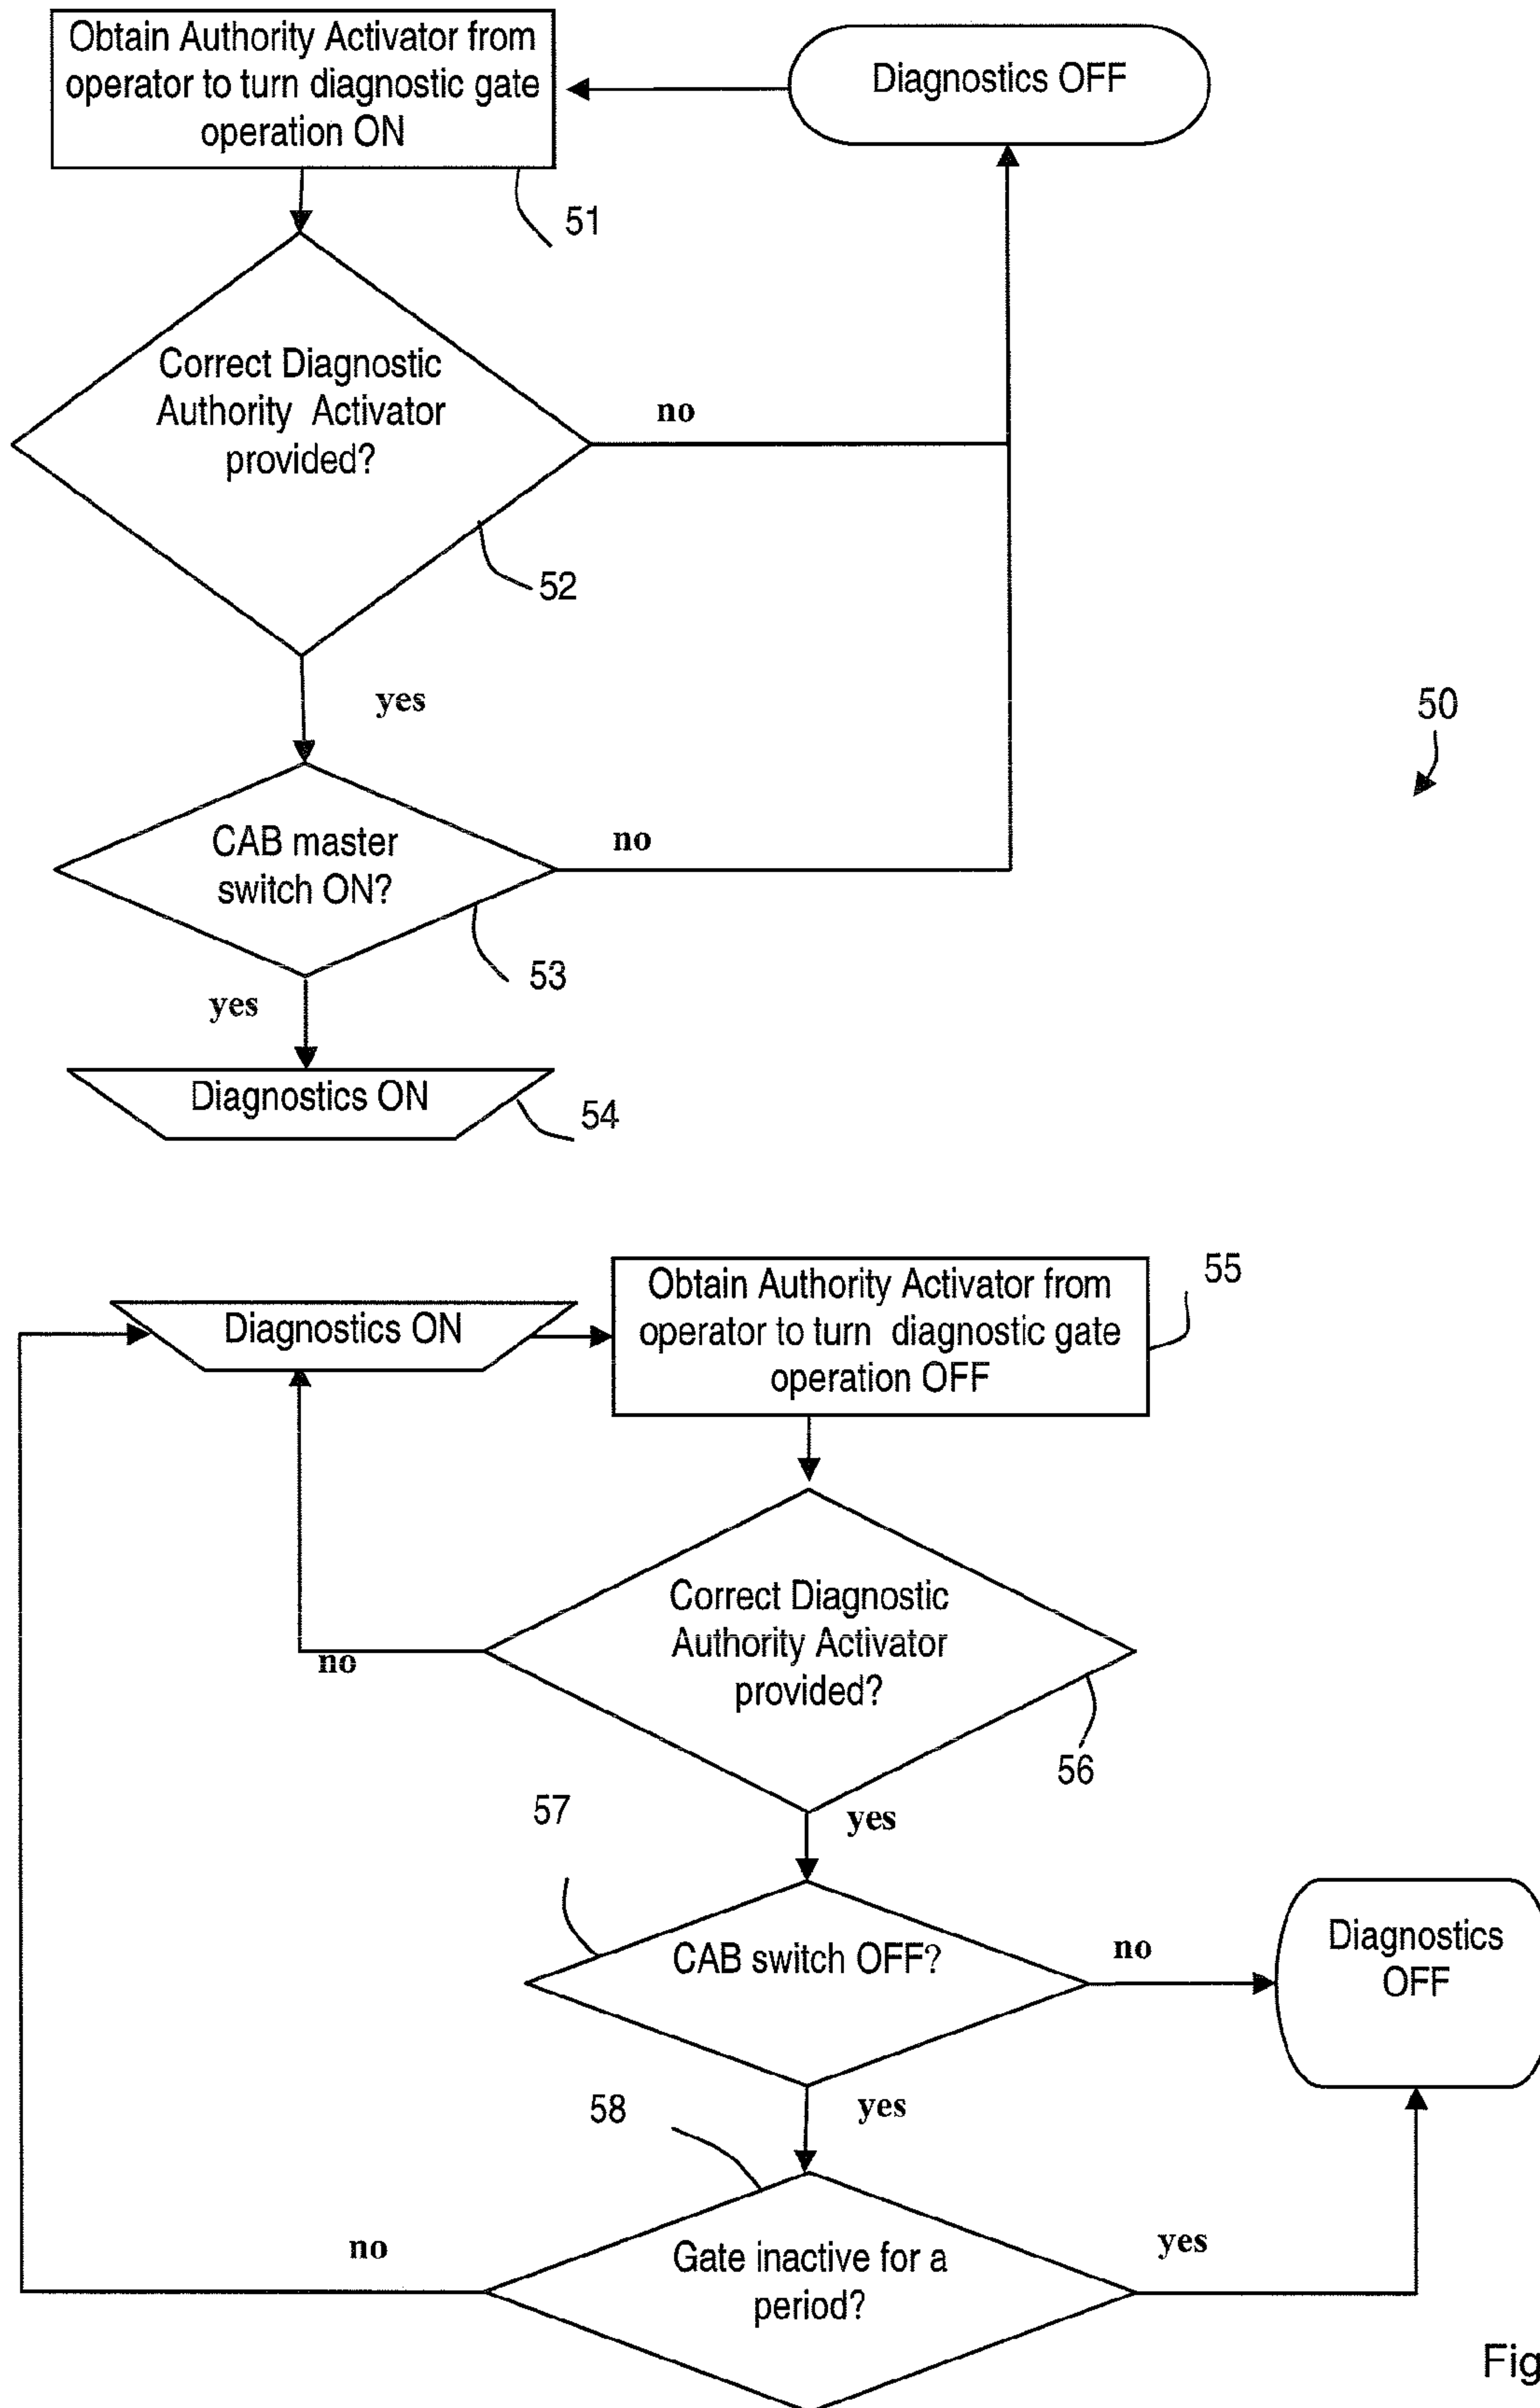 Obtain Authority Activator from
operator to turn diagnostic gate
operation ON
Diagnostics OFF
51
Correct Diagnostic
Authority Activator
provided?
no
52
yes
50
CAB master
switch ON?
no
53
yes
Diagnostics ON
54
Diagnostics ON
Obtain Authority Activator from
operator to turn diagnostic gate
operation OFF
55
Correct Diagnostic
Authority Activator
provided?
no
56
57
yes
CAB switch OFF?
no
Diagnostics
OFF
58
yes
no
Gate inactive for a
period?
yes
Fig